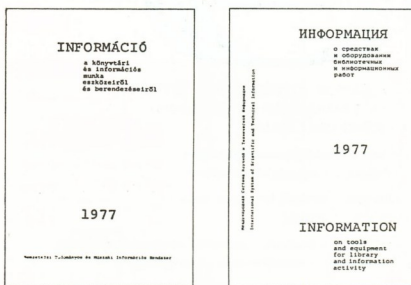 INFORMÁCIÓ
a könyvtári
és információs
munka
eszközeiről
és berendezéseiről
1977
Nemzetközi Tudományos és Műszaki Információs Rendszer
ИНФОРМАЦИЯ
о средствах
и оборудовании
библиотечных
и информационных
работ
Международная Система Научной и Технической Информации
International System of Scientific and Technical Information
1977
INFORMATION
on tools
and equipment
for library
and information
activity